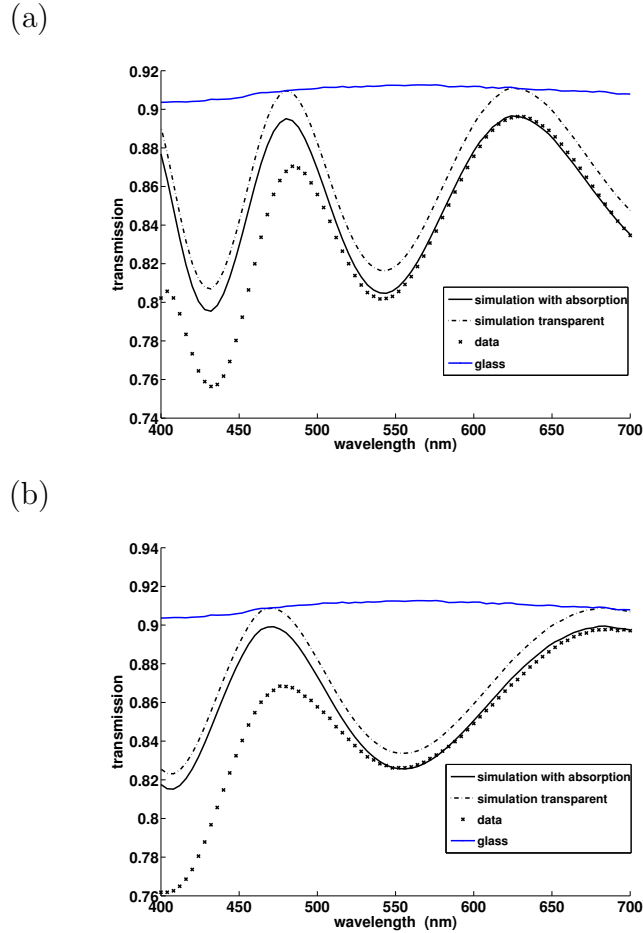 (a)
0.92
0.9
0.88
0.86
0.84
0.82
0.8
0.78
0.76
0.74
transmission
simulation with absorption
simulation transparent
data
glass
400 450 500 550 600 650 700
wavelength (nm)
(b)
0.94
0.92
0.9
0.88
0.86
0.84
0.82
0.8
0.78
0.76
transmission
simulation with absorption
simulation transparent
data
glass
400 450 500 550 600 650 700
wavelength (nm)